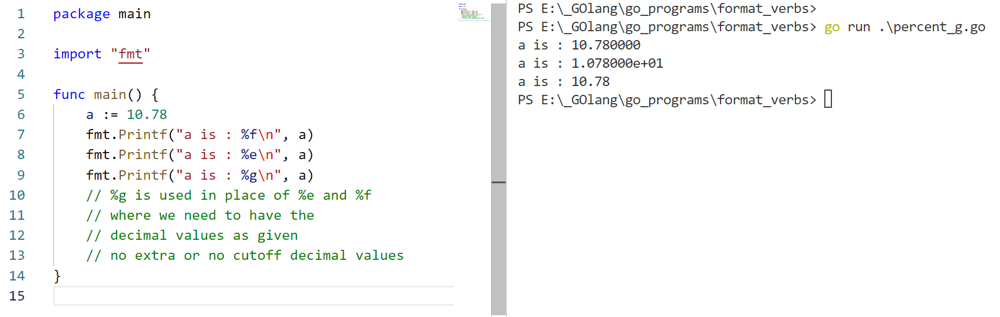 1 package main
2
3 import "fmt"
4
5 func main() {
6     a := 10.78
7     fmt.Printf("a is : %f\n", a)
8     fmt.Printf("a is : %e\n", a)
9     fmt.Printf("a is : %g\n", a)
10     // %g is used in place of %e and %f
11     // where we need to have the
12     // decimal values as given
13     // no extra or no cutoff decimal values
14 }
15
PS E:\_GOlang\go_programs\format_verbs>
PS E:\_GOlang\go_programs\format_verbs> go run .\percent_g.go
a is : 10.780000
a is : 1.078000e+01
a is : 10.78
PS E:\_GOlang\go_programs\format_verbs>